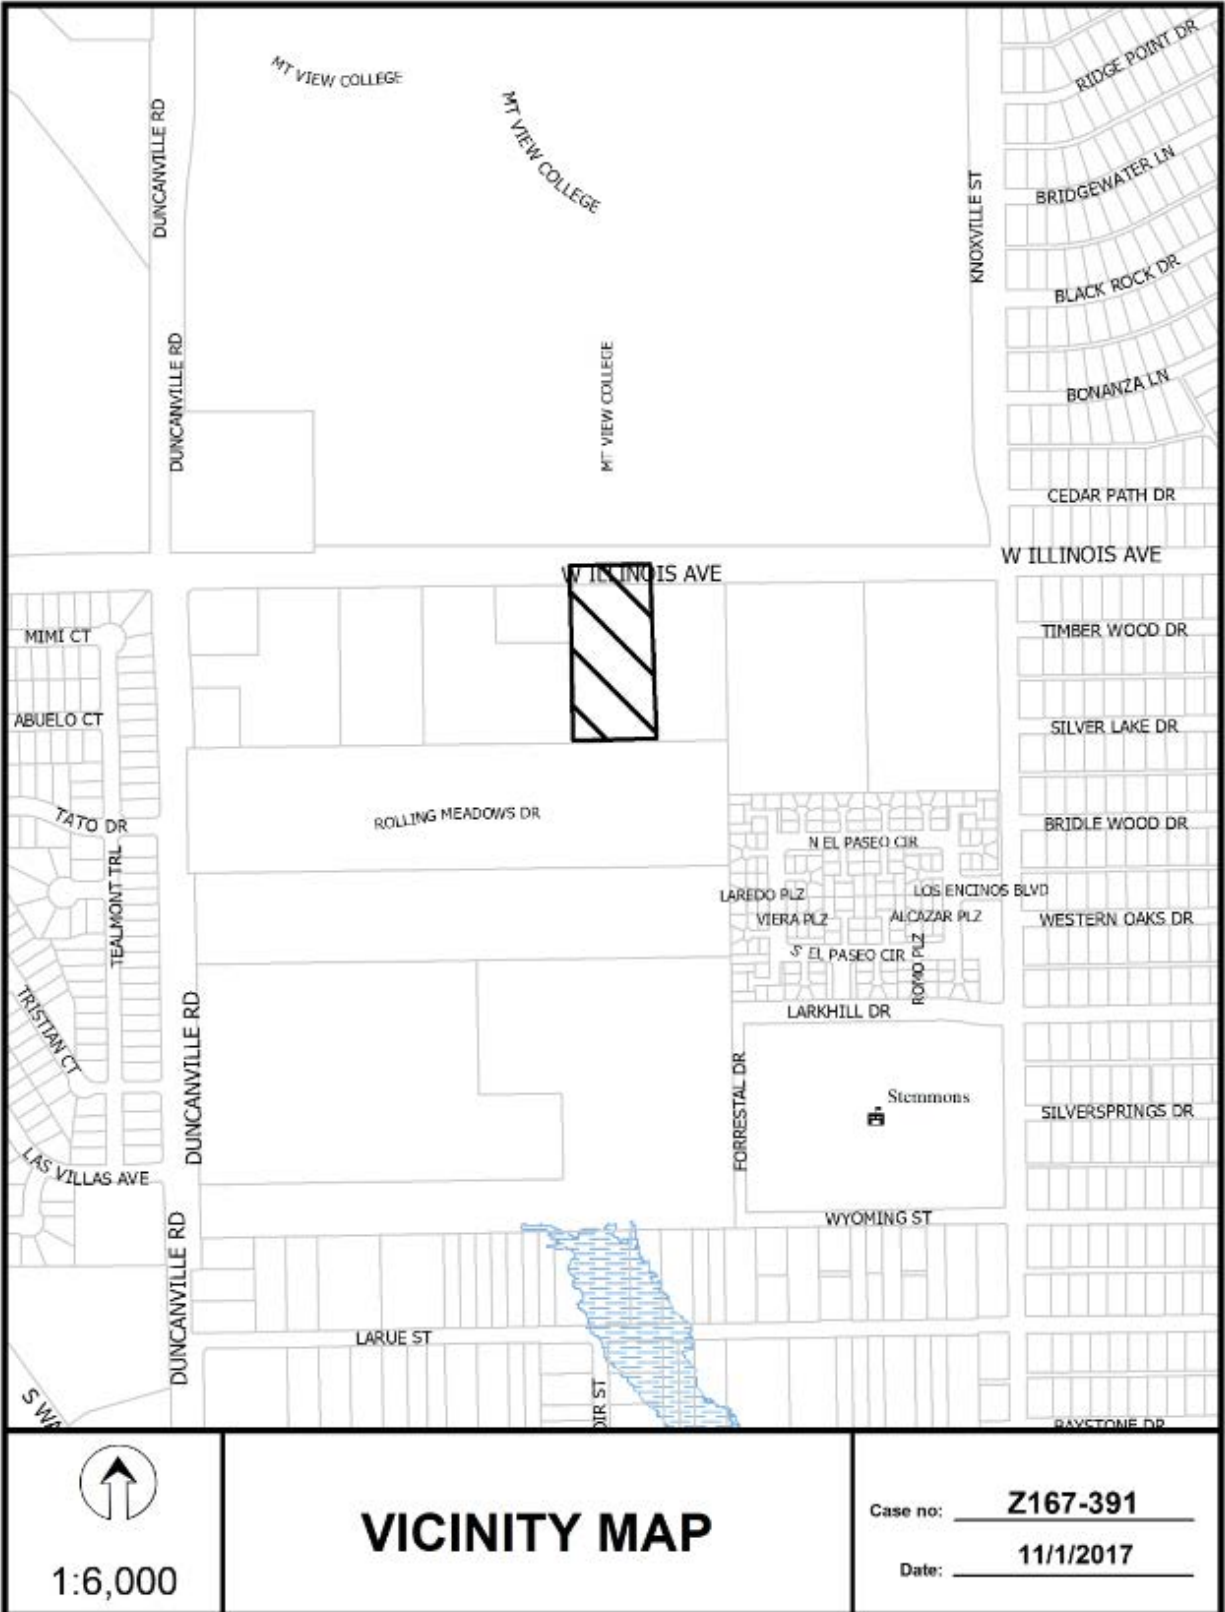 RIDGE POINT DR
MT VIEW COLLEGE
MT VIEW COLLEGE
DUNCANVILLE RD
BRIDGEWATER LN
KNOXVILLE ST
BLACK ROCK DR
DUNCANVILLE RD
MT VIEW COLLEGE
BONANZA LN
CEDAR PATH DR
W ILLINOIS AVE
W ILLINOIS AVE
MIMI CT
TIMBER WOOD DR
ABUELO CT
SILVER LAKE DR
TATO DR
ROLLING MEADOWS DR
BRIDLE WOOD DR
N EL PASEO CIR
TEALMONT TRL
LAREDO PLZ
LOS ENCINOS BLVD
VIERA PLZ
ALCAZAR PLZ
WESTERN OAKS DR
S EL PASEO CIR
ROMO PLZ
TRISTIAN CT
DUNCANVILLE RD
LARKHILL DR
FORRESTAL DR
Stemmons
SILVERSPRINGS DR
LAS VILLAS AVE
WYOMING ST
DUNCANVILLE RD
LARUE ST
S WA
OIR ST
RAYSTONE DR
1:6,000
VICINITY MAP
Case no: Z167-391
Date: 11/1/2017